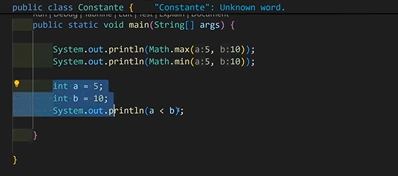 public class Constante {    "Constante": Unknown word.
Run | Debug | Tabnine | Edit | Test | Explain | Document
public static void main(String[] args) {
System.out.println(Math.max(a:5, b:10));
System.out.println(Math.min(a:5, b:10));
int a = 5;
int b = 10;
System.out.println(a < b);
}
}